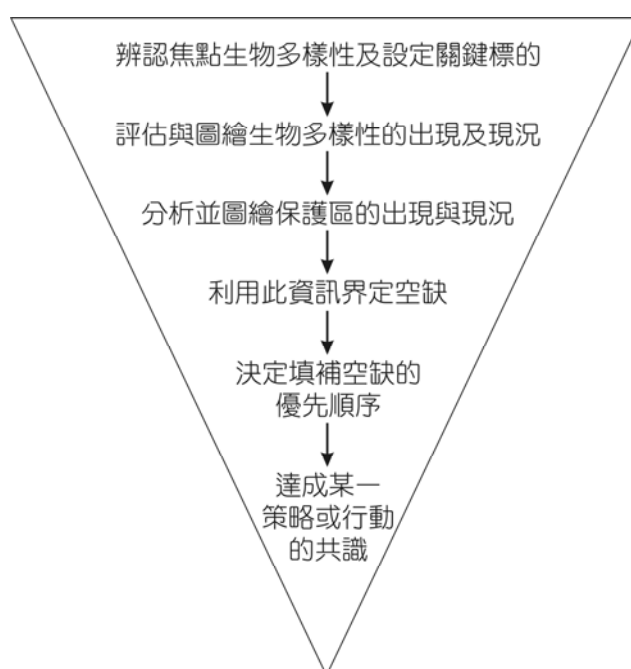 辨認焦點生物多樣性及設定關鍵標的
評估與圖繪生物多樣性的出現及現況
分析並圖繪保護區的出現與現況
利用此資訊界定空缺
決定填補空缺的
優先順序
達成某一
策略或行動
的共識